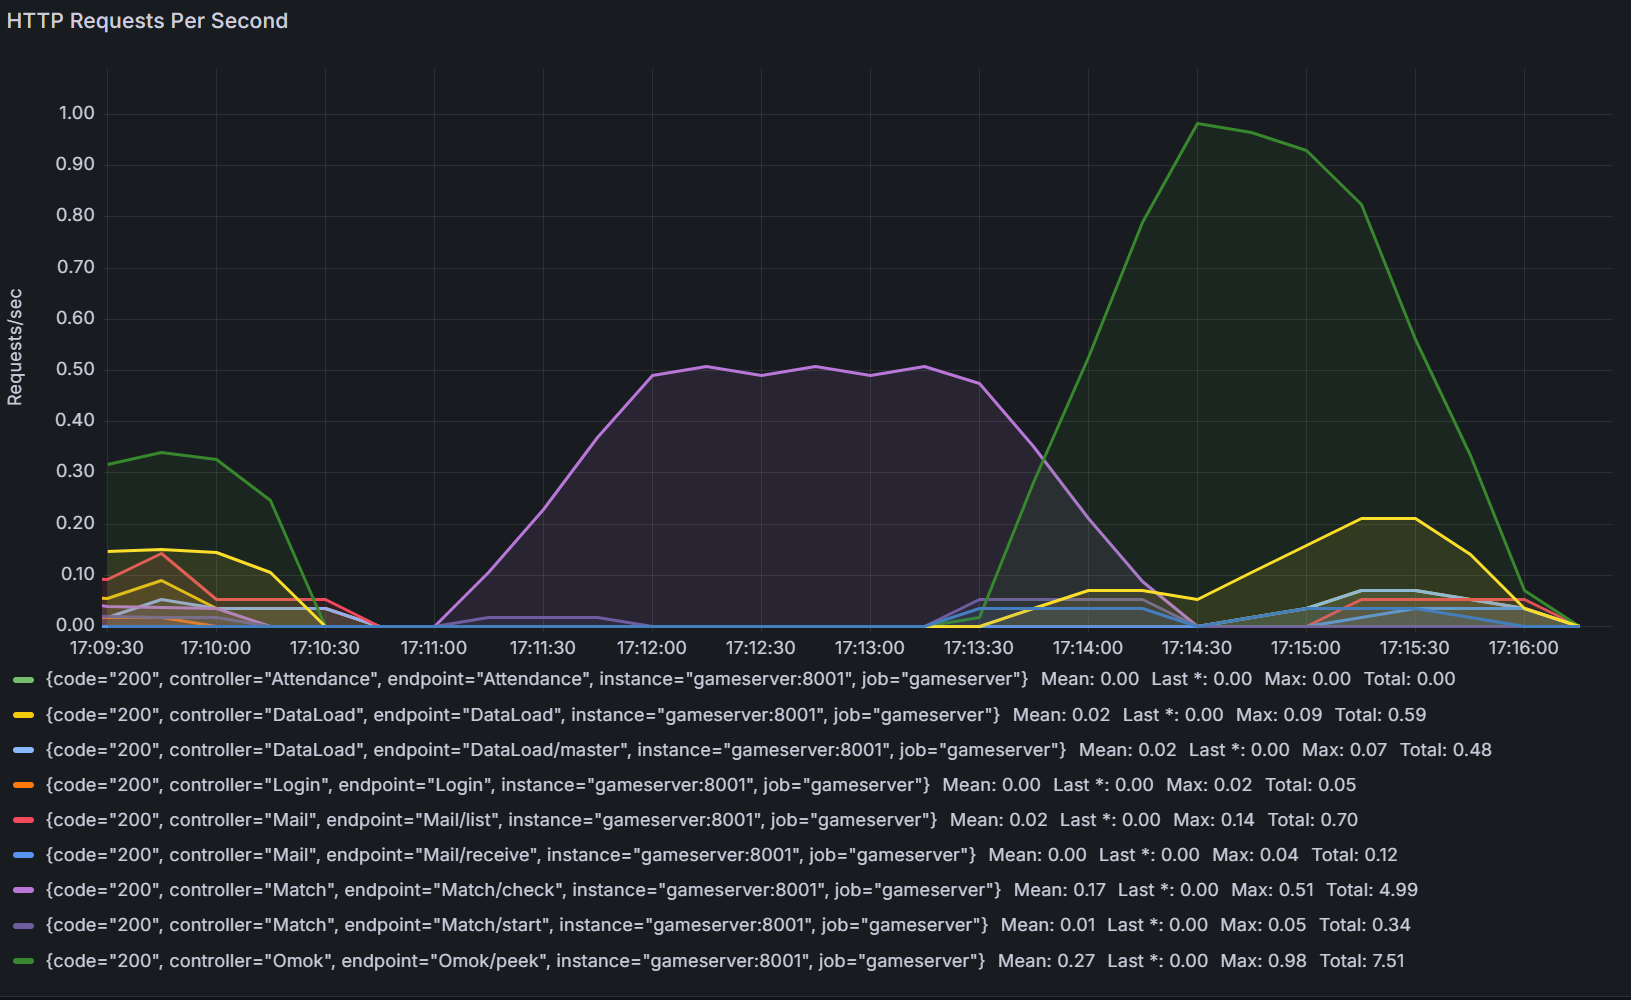 HTTP Requests Per Second
Requests/sec
1.00
0.90
0.80
0.70
0.60
0.50
0.40
0.30
0.20
0.10
0.00
17:09:30 17:10:00 17:10:30 17:11:00 17:11:30 17:12:00 17:12:30 17:13:00 17:13:30 17:14:00 17:14:30 17:15:00 17:15:30 17:16:00
{code="200", controller="Attendance", endpoint="Attendance", instance="gameserver:8001", job="gameserver"} Mean: 0.00 Last *: 0.00 Max: 0.00 Total: 0.00
{code="200", controller="DataLoad", endpoint="DataLoad", instance="gameserver:8001", job="gameserver"} Mean: 0.02 Last *: 0.00 Max: 0.09 Total: 0.59
{code="200", controller="DataLoad", endpoint="DataLoad/master", instance="gameserver:8001", job="gameserver"} Mean: 0.02 Last *: 0.00 Max: 0.07 Total: 0.48
{code="200", controller="Login", endpoint="Login", instance="gameserver:8001", job="gameserver"} Mean: 0.00 Last *: 0.00 Max: 0.02 Total: 0.05
{code="200", controller="Mail", endpoint="Mail/list", instance="gameserver:8001", job="gameserver"} Mean: 0.02 Last *: 0.00 Max: 0.14 Total: 0.70
{code="200", controller="Mail", endpoint="Mail/receive", instance="gameserver:8001", job="gameserver"} Mean: 0.00 Last *: 0.00 Max: 0.04 Total: 0.12
{code="200", controller="Match", endpoint="Match/check", instance="gameserver:8001", job="gameserver"} Mean: 0.17 Last *: 0.00 Max: 0.51 Total: 4.99
{code="200", controller="Match", endpoint="Match/start", instance="gameserver:8001", job="gameserver"} Mean: 0.01 Last *: 0.00 Max: 0.05 Total: 0.34
{code="200", controller="Omok", endpoint="Omok/peek", instance="gameserver:8001", job="gameserver"} Mean: 0.27 Last *: 0.00 Max: 0.98 Total: 7.51